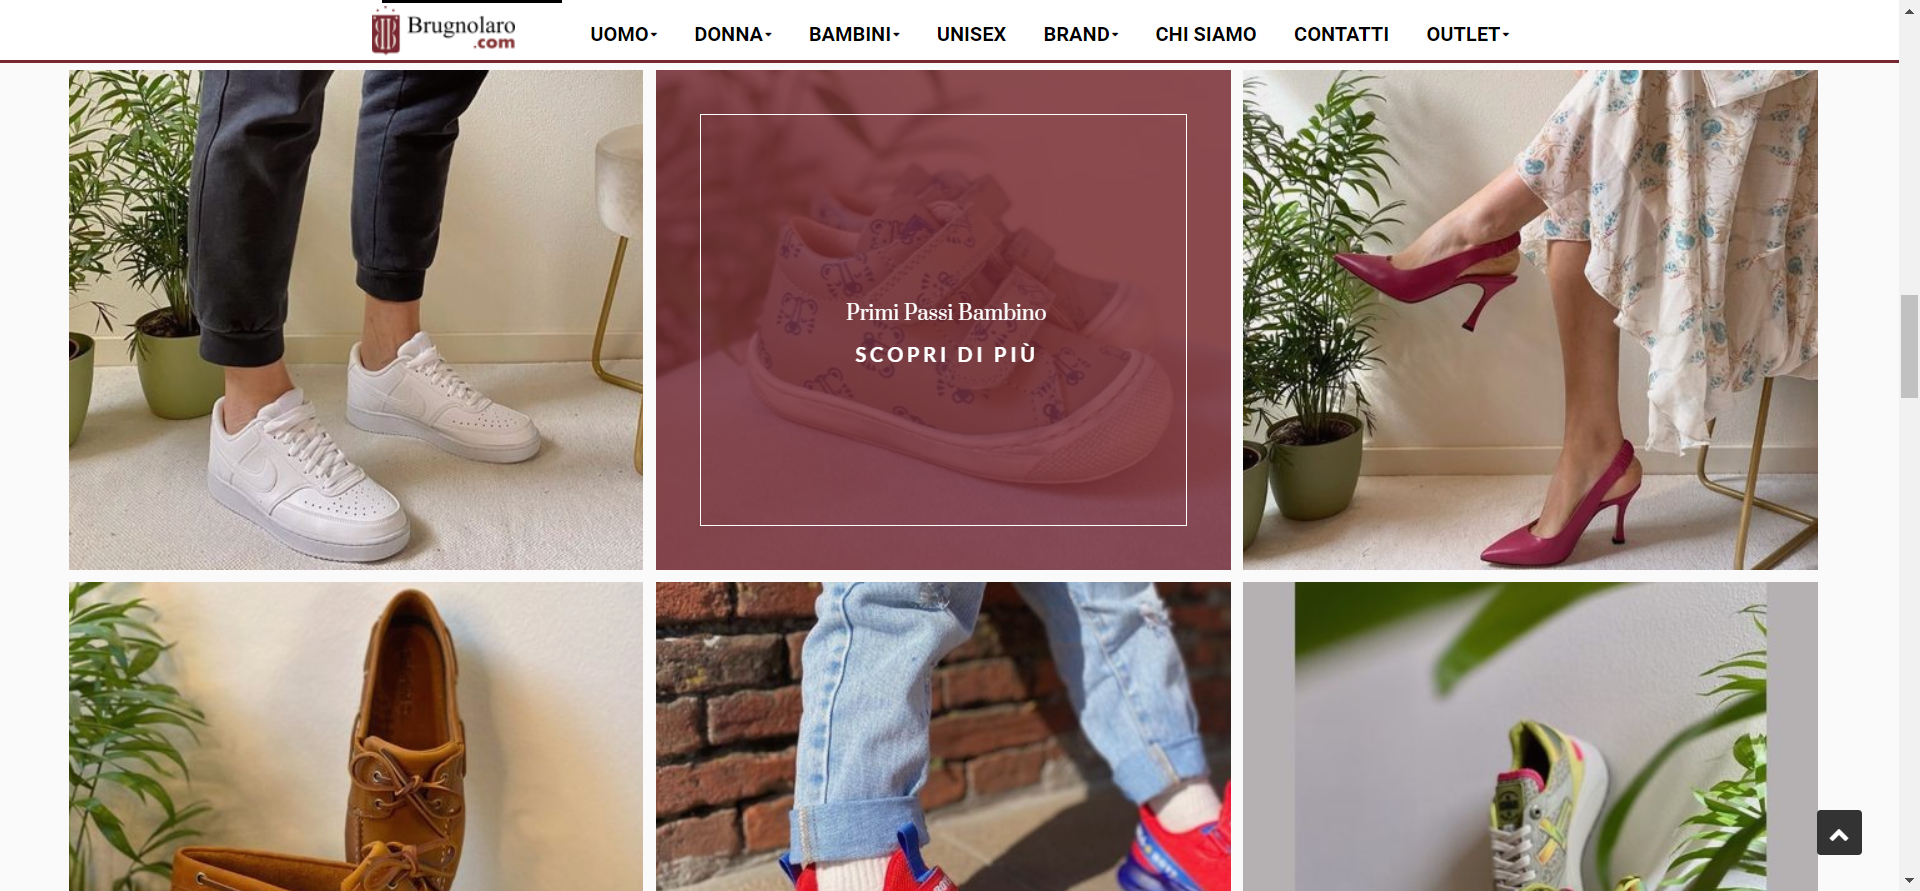 Brugnolaro
.com
UOMO DONNA BAMBINI UNISEX BRAND CHI SIAMO CONTATTI OUTLET
Primi Passi Bambino
SCOPRI DI PIÙ